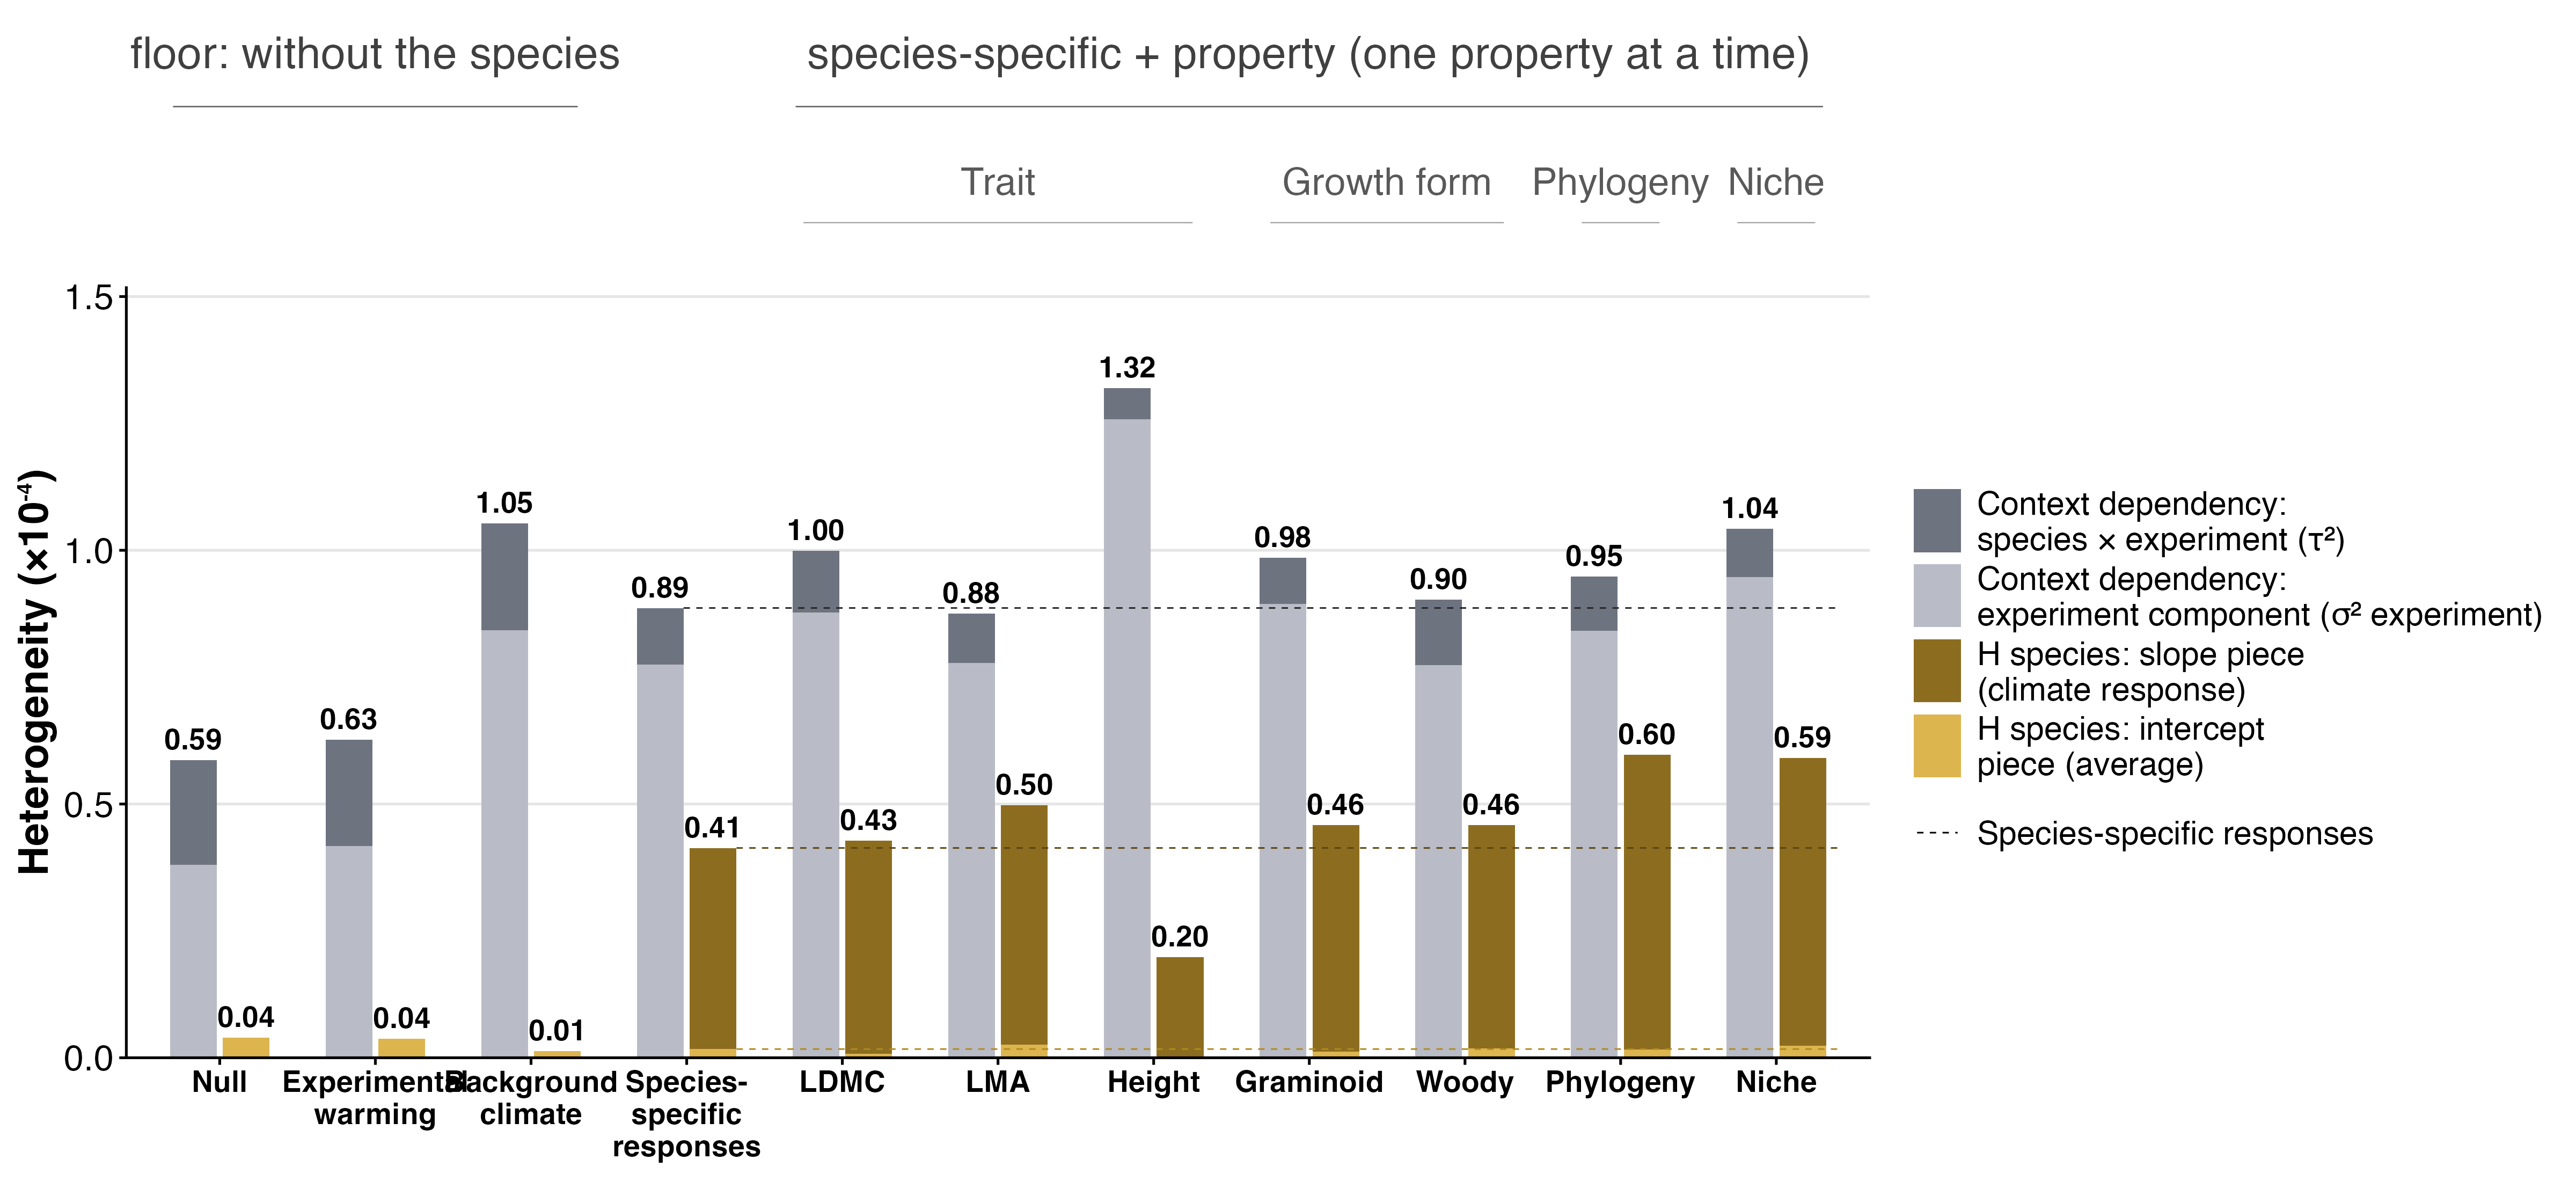 floor: without the species
species-specific + property (one property at a time)
Trait
Growth form
Phylogeny
Niche
Heterogeneity (×10⁻⁴)
1.5
1.0
0.5
0.0
0.59
0.04
0.63
0.04
1.05
0.01
0.89
0.41
1.00
0.43
0.88
0.50
1.32
0.20
0.98
0.46
0.90
0.46
0.95
0.60
1.04
0.59
Null
Experimental
warming
Background
climate
Species-
specific
responses
LDMC
LMA
Height
Graminoid
Woody
Phylogeny
Niche
Context dependency:
species × experiment (τ²)
Context dependency:
experiment component (σ² experiment)
H species: slope piece
(climate response)
H species: intercept
piece (average)
Species-specific responses